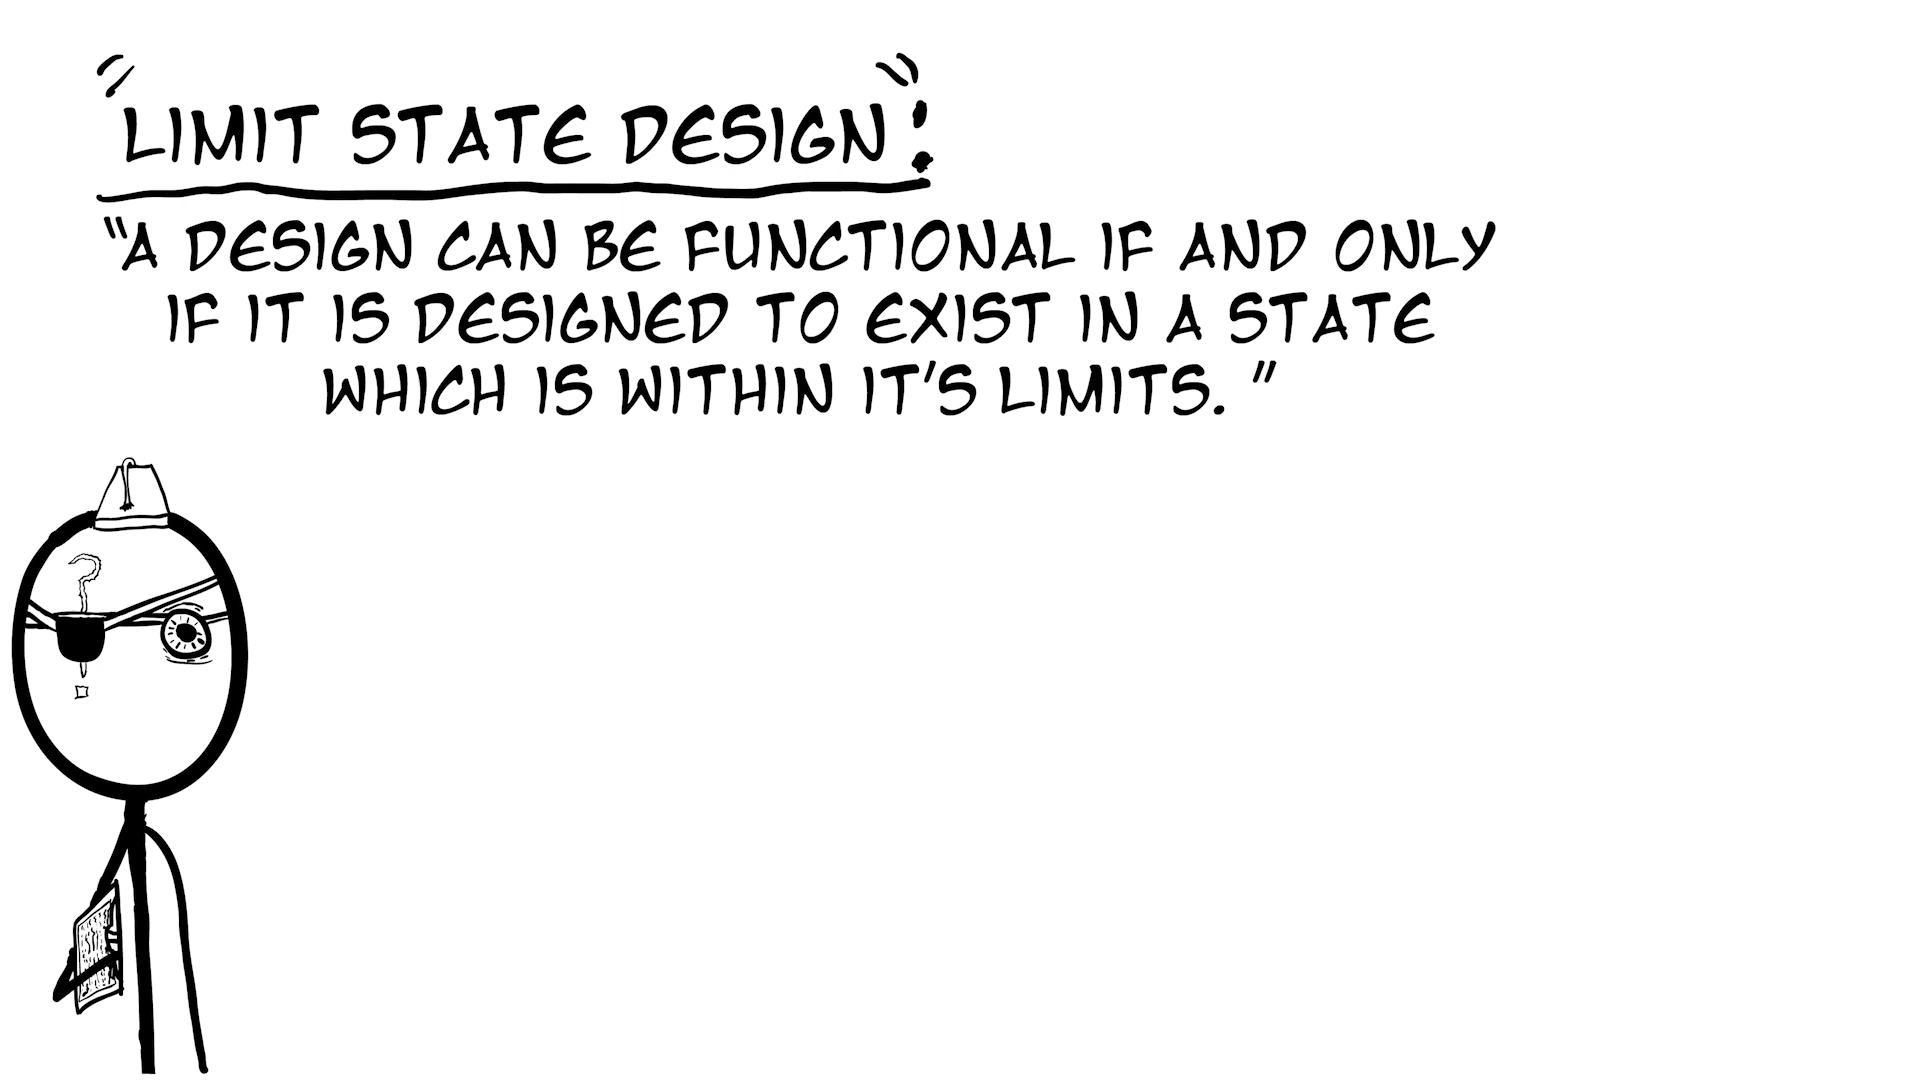 "LIMIT STATE DESIGN":
"A DESIGN CAN BE FUNCTIONAL IF AND ONLY
IF IT IS DESIGNED TO EXIST IN A STATE
WHICH IS WITHIN IT'S LIMITS. "
?